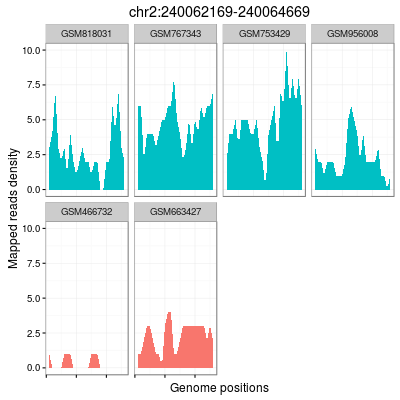 chr2:240062169-240064669
GSM818031 GSM767343 GSM753429 GSM956008
10.0
7.5
5.0
2.5
0.0
Mapped reads density
GSM466732 GSM663427
10.0
7.5
5.0
2.5
0.0
Genome positions